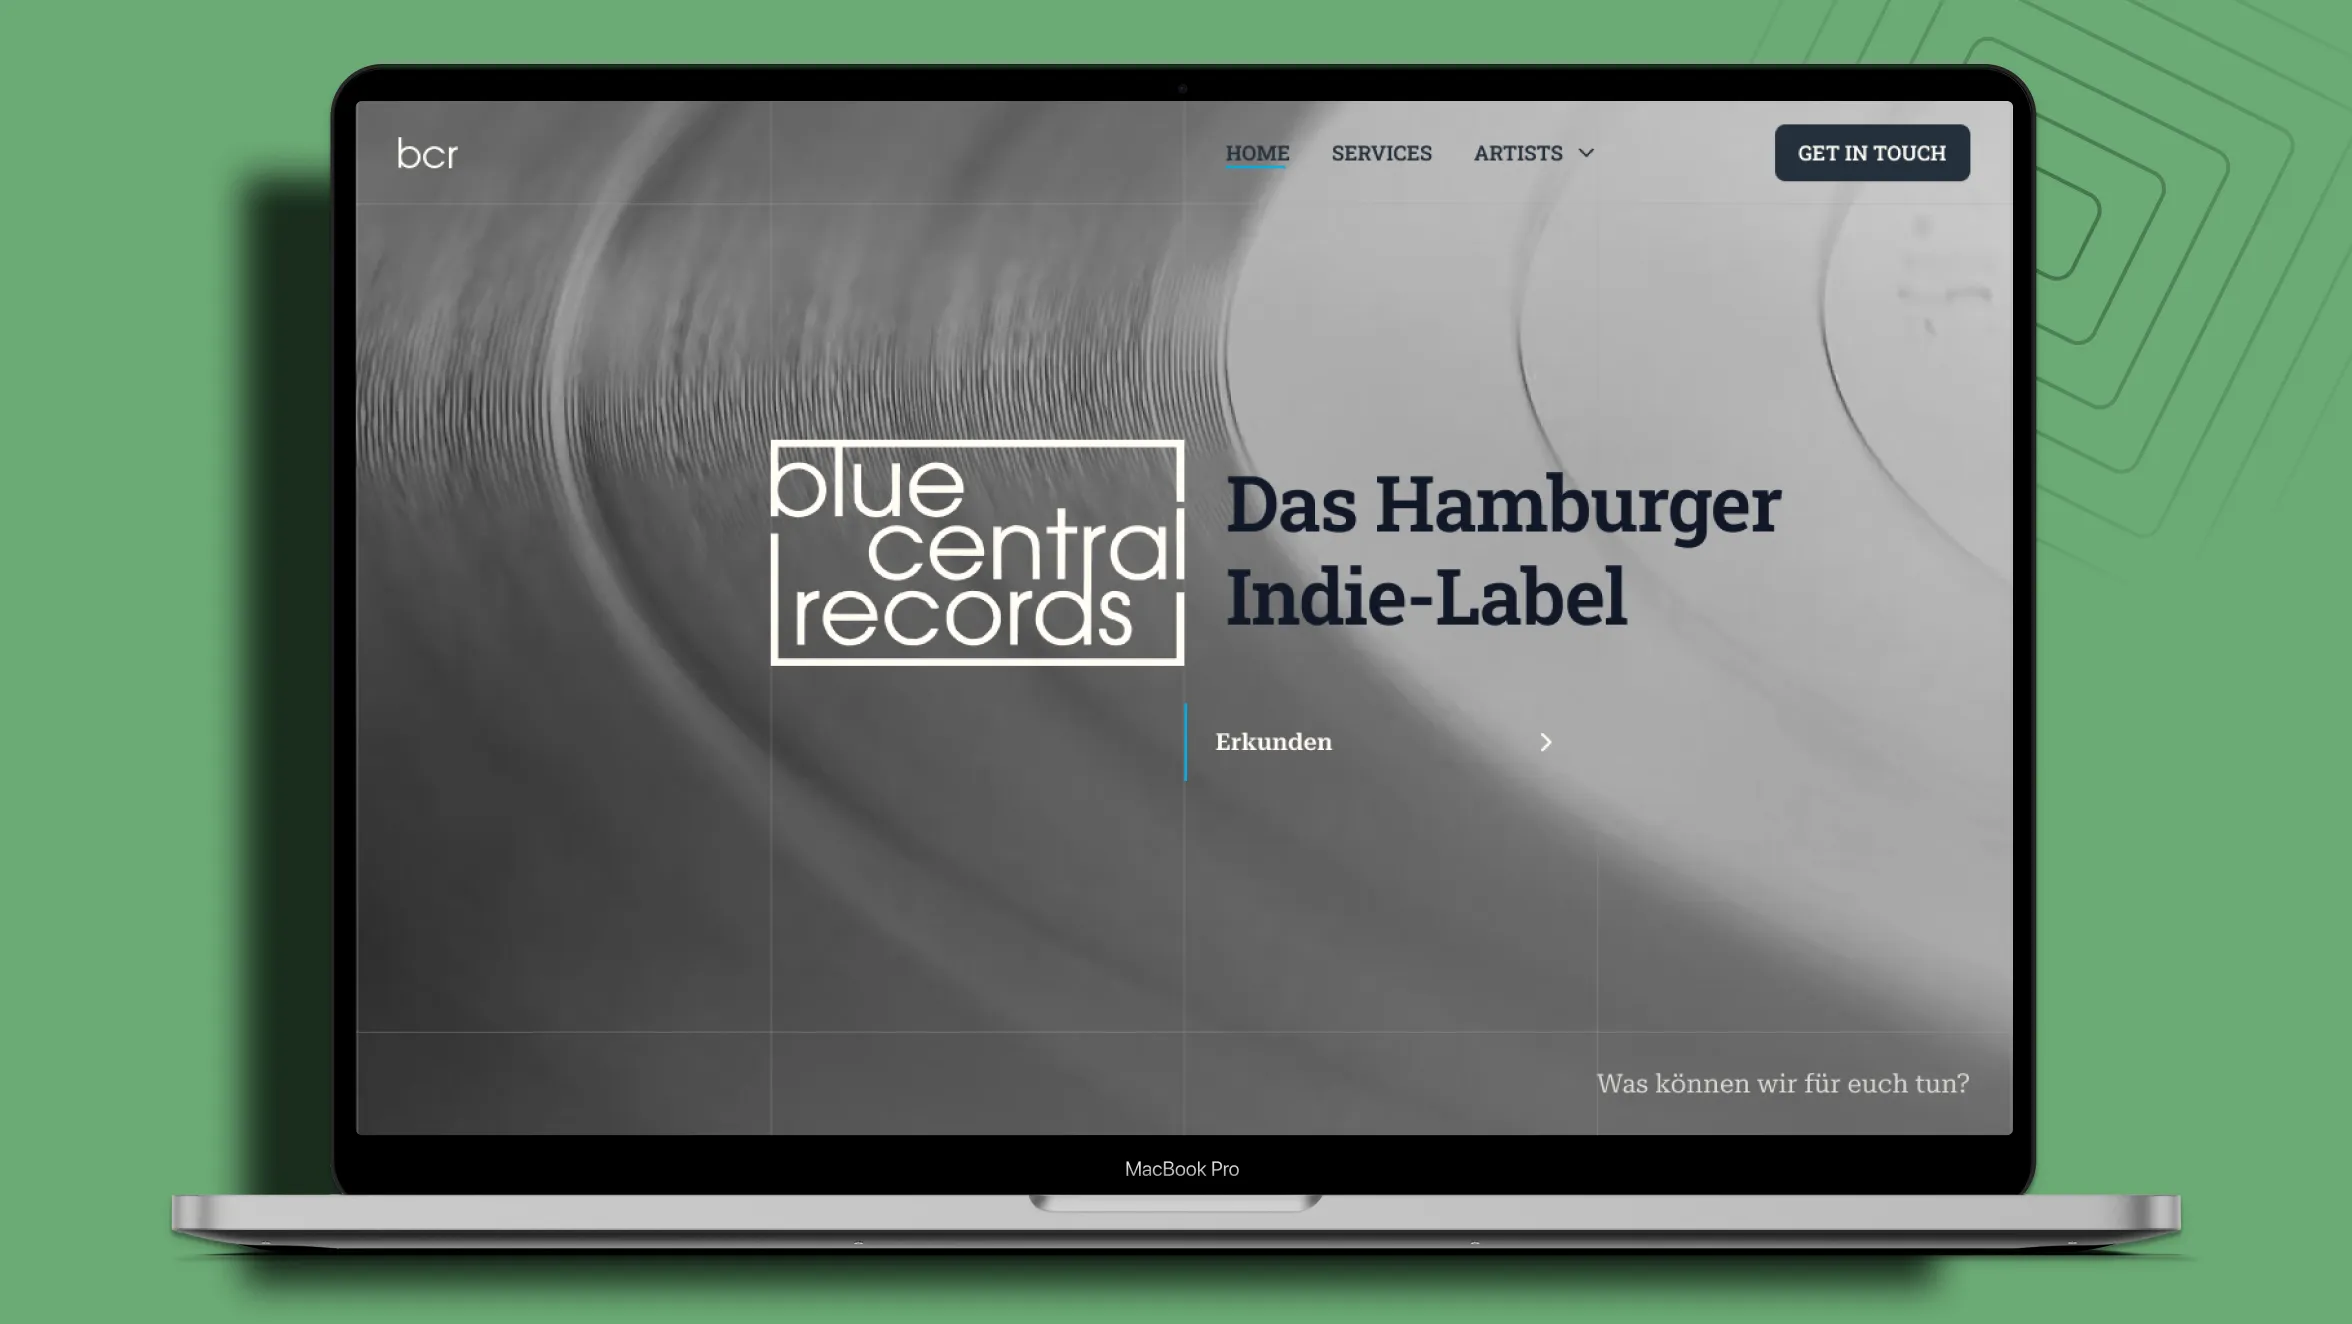 bcr
HOME SERVICES ARTISTS GET IN TOUCH
blue
central
records
Das Hamburger
Indie-Label
Erkunden
Was können wir für euch tun?
MacBook Pro